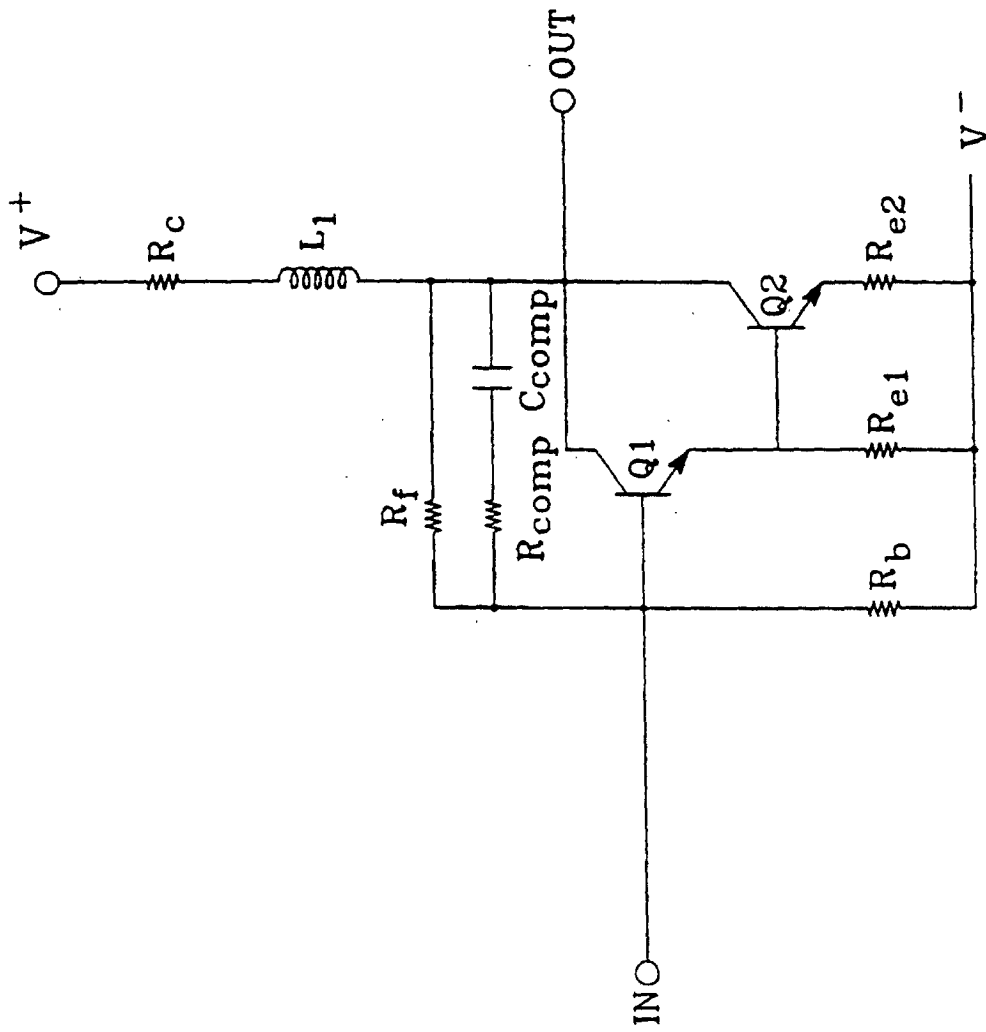 V+
Rc
L1
OUT
Rf
Rcomp
Ccomp
Q1
Q2
IN
Rb
Re1
Re2
V-